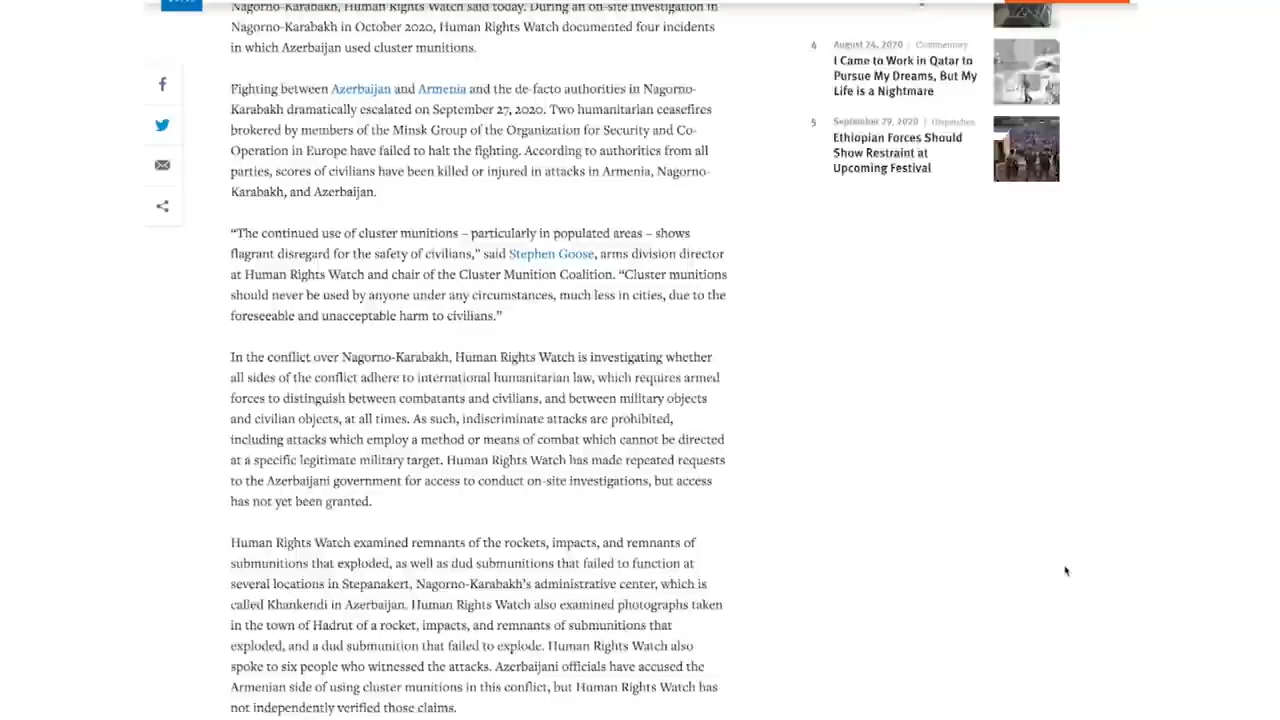 Nagorno-Karabakh, Human Rights Watch said today. During an on-site investigation in
Nagorno-Karabakh in October 2020, Human Rights Watch documented four incidents
in which Azerbaijan used cluster munitions.
Fighting between Azerbaijan and Armenia and the de-facto authorities in Nagorno-
Karabakh dramatically escalated on September 27, 2020. Two humanitarian ceasefires
brokered by members of the Minsk Group of the Organization for Security and Co-
Operation in Europe have failed to halt the fighting. According to authorities from all
parties, scores of civilians have been killed or injured in attacks in Armenia, Nagorno-
Karabakh, and Azerbaijan.
“The continued use of cluster munitions – particularly in populated areas – shows
flagrant disregard for the safety of civilians,” said Stephen Goose, arms division director
at Human Rights Watch and chair of the Cluster Munition Coalition. “Cluster munitions
should never be used by anyone under any circumstances, much less in cities, due to the
foreseeable and unacceptable harm to civilians.”
In the conflict over Nagorno-Karabakh, Human Rights Watch is investigating whether
all sides of the conflict adhere to international humanitarian law, which requires armed
forces to distinguish between combatants and civilians, and between military objects
and civilian objects, at all times. As such, indiscriminate attacks are prohibited,
including attacks which employ a method or means of combat which cannot be directed
at a specific legitimate military target. Human Rights Watch has made repeated requests
to the Azerbaijani government for access to conduct on-site investigations, but access
has not yet been granted.
Human Rights Watch examined remnants of the rockets, impacts, and remnants of
submunitions that exploded, as well as dud submunitions that failed to function at
several locations in Stepanakert, Nagorno-Karabakh’s administrative center, which is
called Khankendi in Azerbaijan. Human Rights Watch also examined photographs taken
in the town of Hadrut of a rocket, impacts, and remnants of submunitions that
exploded, and a dud submunition that failed to explode. Human Rights Watch also
spoke to six people who witnessed the attacks. Azerbaijani officials have accused the
Armenian side of using cluster munitions in this conflict, but Human Rights Watch has
not independently verified those claims.
4 August 24, 2020 | Commentary
I Came to Work in Qatar to
Pursue My Dreams, But My
Life is a Nightmare
5 September 29, 2020 | Dispatches
Ethiopian Forces Should
Show Restraint at
Upcoming Festival